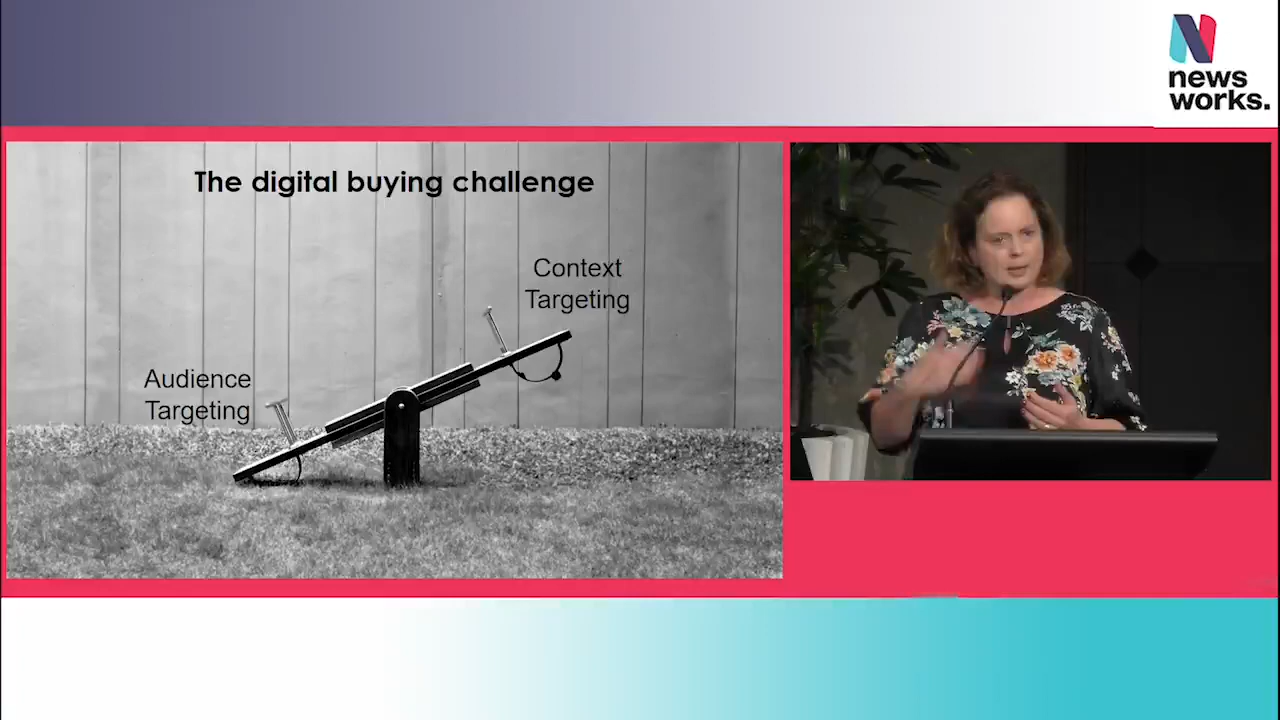 news
works.
The digital buying challenge
Context
Targeting
Audience
Targeting